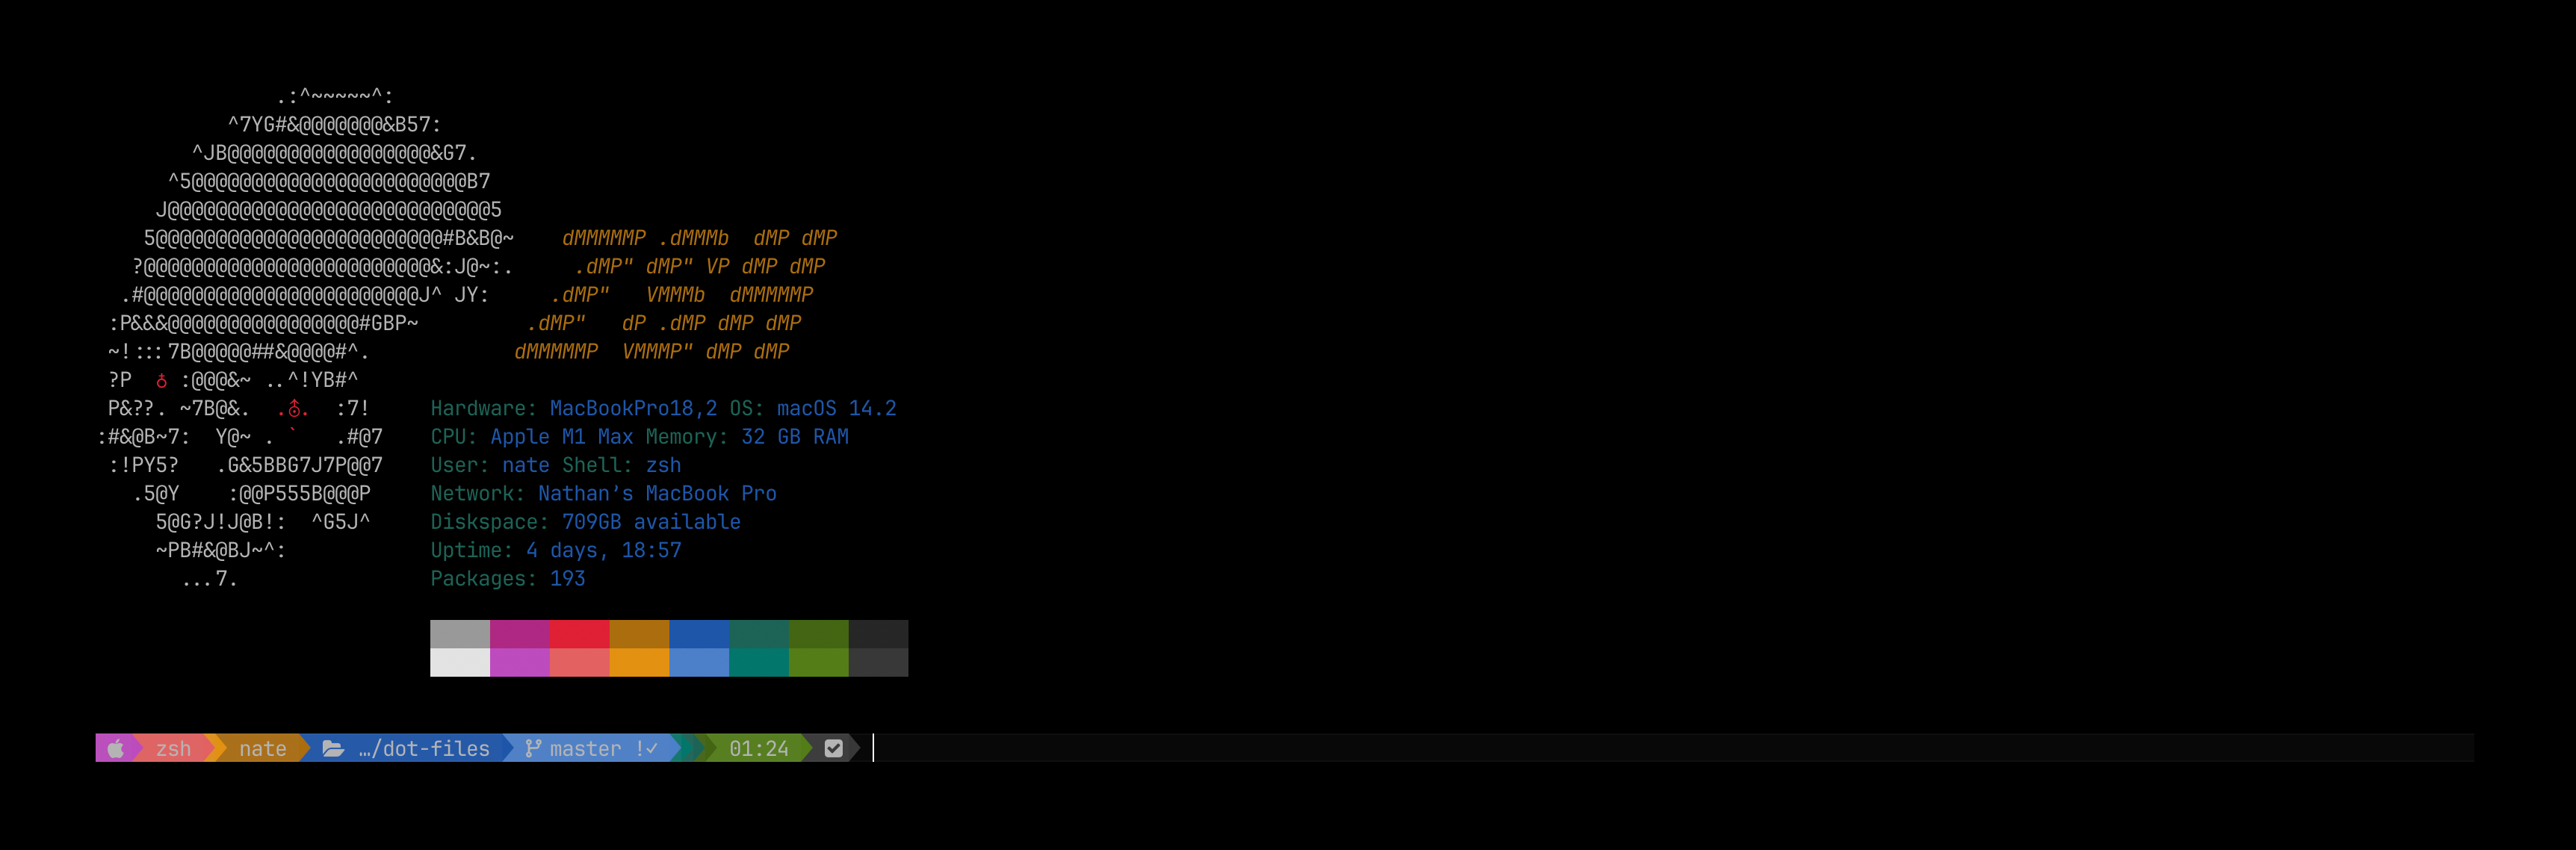 .:^~~~~~^:
^7YG#&@@@@@@@&B57:
^JB@@@@@@@@@@@@@@@@@&G7.
^5@@@@@@@@@@@@@@@@@@@@@@@B7
J@@@@@@@@@@@@@@@@@@@@@@@@@@@5
5@@@@@@@@@@@@@@@@@@@@@@@@#B&B@~    dMMMMMP .dMMMb  dMP dMP
?@@@@@@@@@@@@@@@@@@@@@@@@&:J@~:.     .dMP" dMP" VP dMP dMP
.#@@@@@@@@@@@@@@@@@@@@@@@J^ JY:     .dMP"   VMMMb  dMMMMMP
:P&&&@@@@@@@@@@@@@@@@#GBP~         .dMP"   dP .dMP dMP dMP
~!:::7B@@@@@##&@@@@#^.            dMMMMMP  VMMMP" dMP dMP
?P  ♁ :@@@&~ ..^!YB#^
P&??. ~7B@&.  .⛢.  :7!     Hardware: MacBookPro18,2 OS: macOS 14.2
:#&@B~7:  Y@~ . `   .#@7    CPU: Apple M1 Max Memory: 32 GB RAM
:!PY5?   .G&5BBG7J7P@@7    User: nate Shell: zsh
.5@Y    :@@P555B@@@P     Network: Nathan’s MacBook Pro
5@G?J!J@B!:  ^G5J^     Diskspace: 709GB available
~PB#&@BJ~^:            Uptime: 4 days, 18:57
...7.                Packages: 193
zsh nate …/dot-files master !✓ 01:24